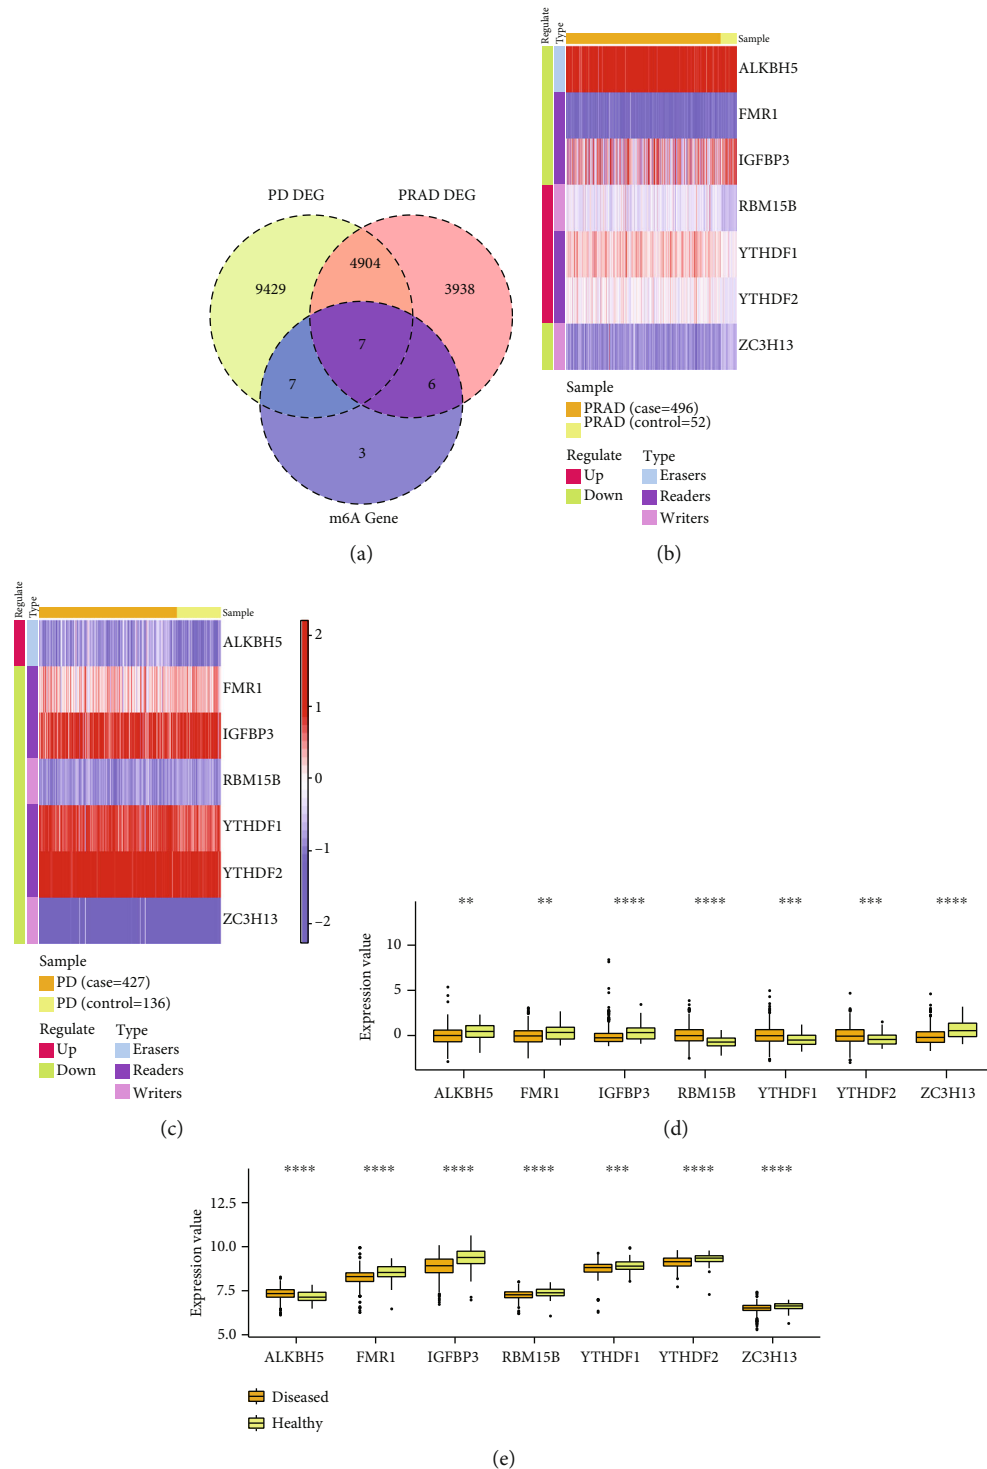 PD DEG
PRAD DEG
9429
4904
3938
7
7
6
3
m6A Gene
(a)
Regulate
Type
Sample
ALKBH5
FMR1
IGFBP3
RBM15B
YTHDF1
YTHDF2
ZC3H13
Sample
PRAD (case=496)
PRAD (control=52)
Regulate
Up
Down
Type
Erasers
Readers
Writers
(b)
Regulate
Type
Sample
ALKBH5
FMR1
IGFBP3
RBM15B
YTHDF1
YTHDF2
ZC3H13
2
1
0
−1
−2
Sample
PD (case=427)
PD (control=136)
Regulate
Up
Down
Type
Erasers
Readers
Writers
(c)
** ** **** **** *** *** ****
Expression value
10
5
0
ALKBH5 FMR1 IGFBP3 RBM15B YTHDF1 YTHDF2 ZC3H13
(d)
**** **** **** **** *** **** ****
Expression value
12.5
10.0
7.5
5.0
ALKBH5 FMR1 IGFBP3 RBM15B YTHDF1 YTHDF2 ZC3H13
Diseased
Healthy
(e)